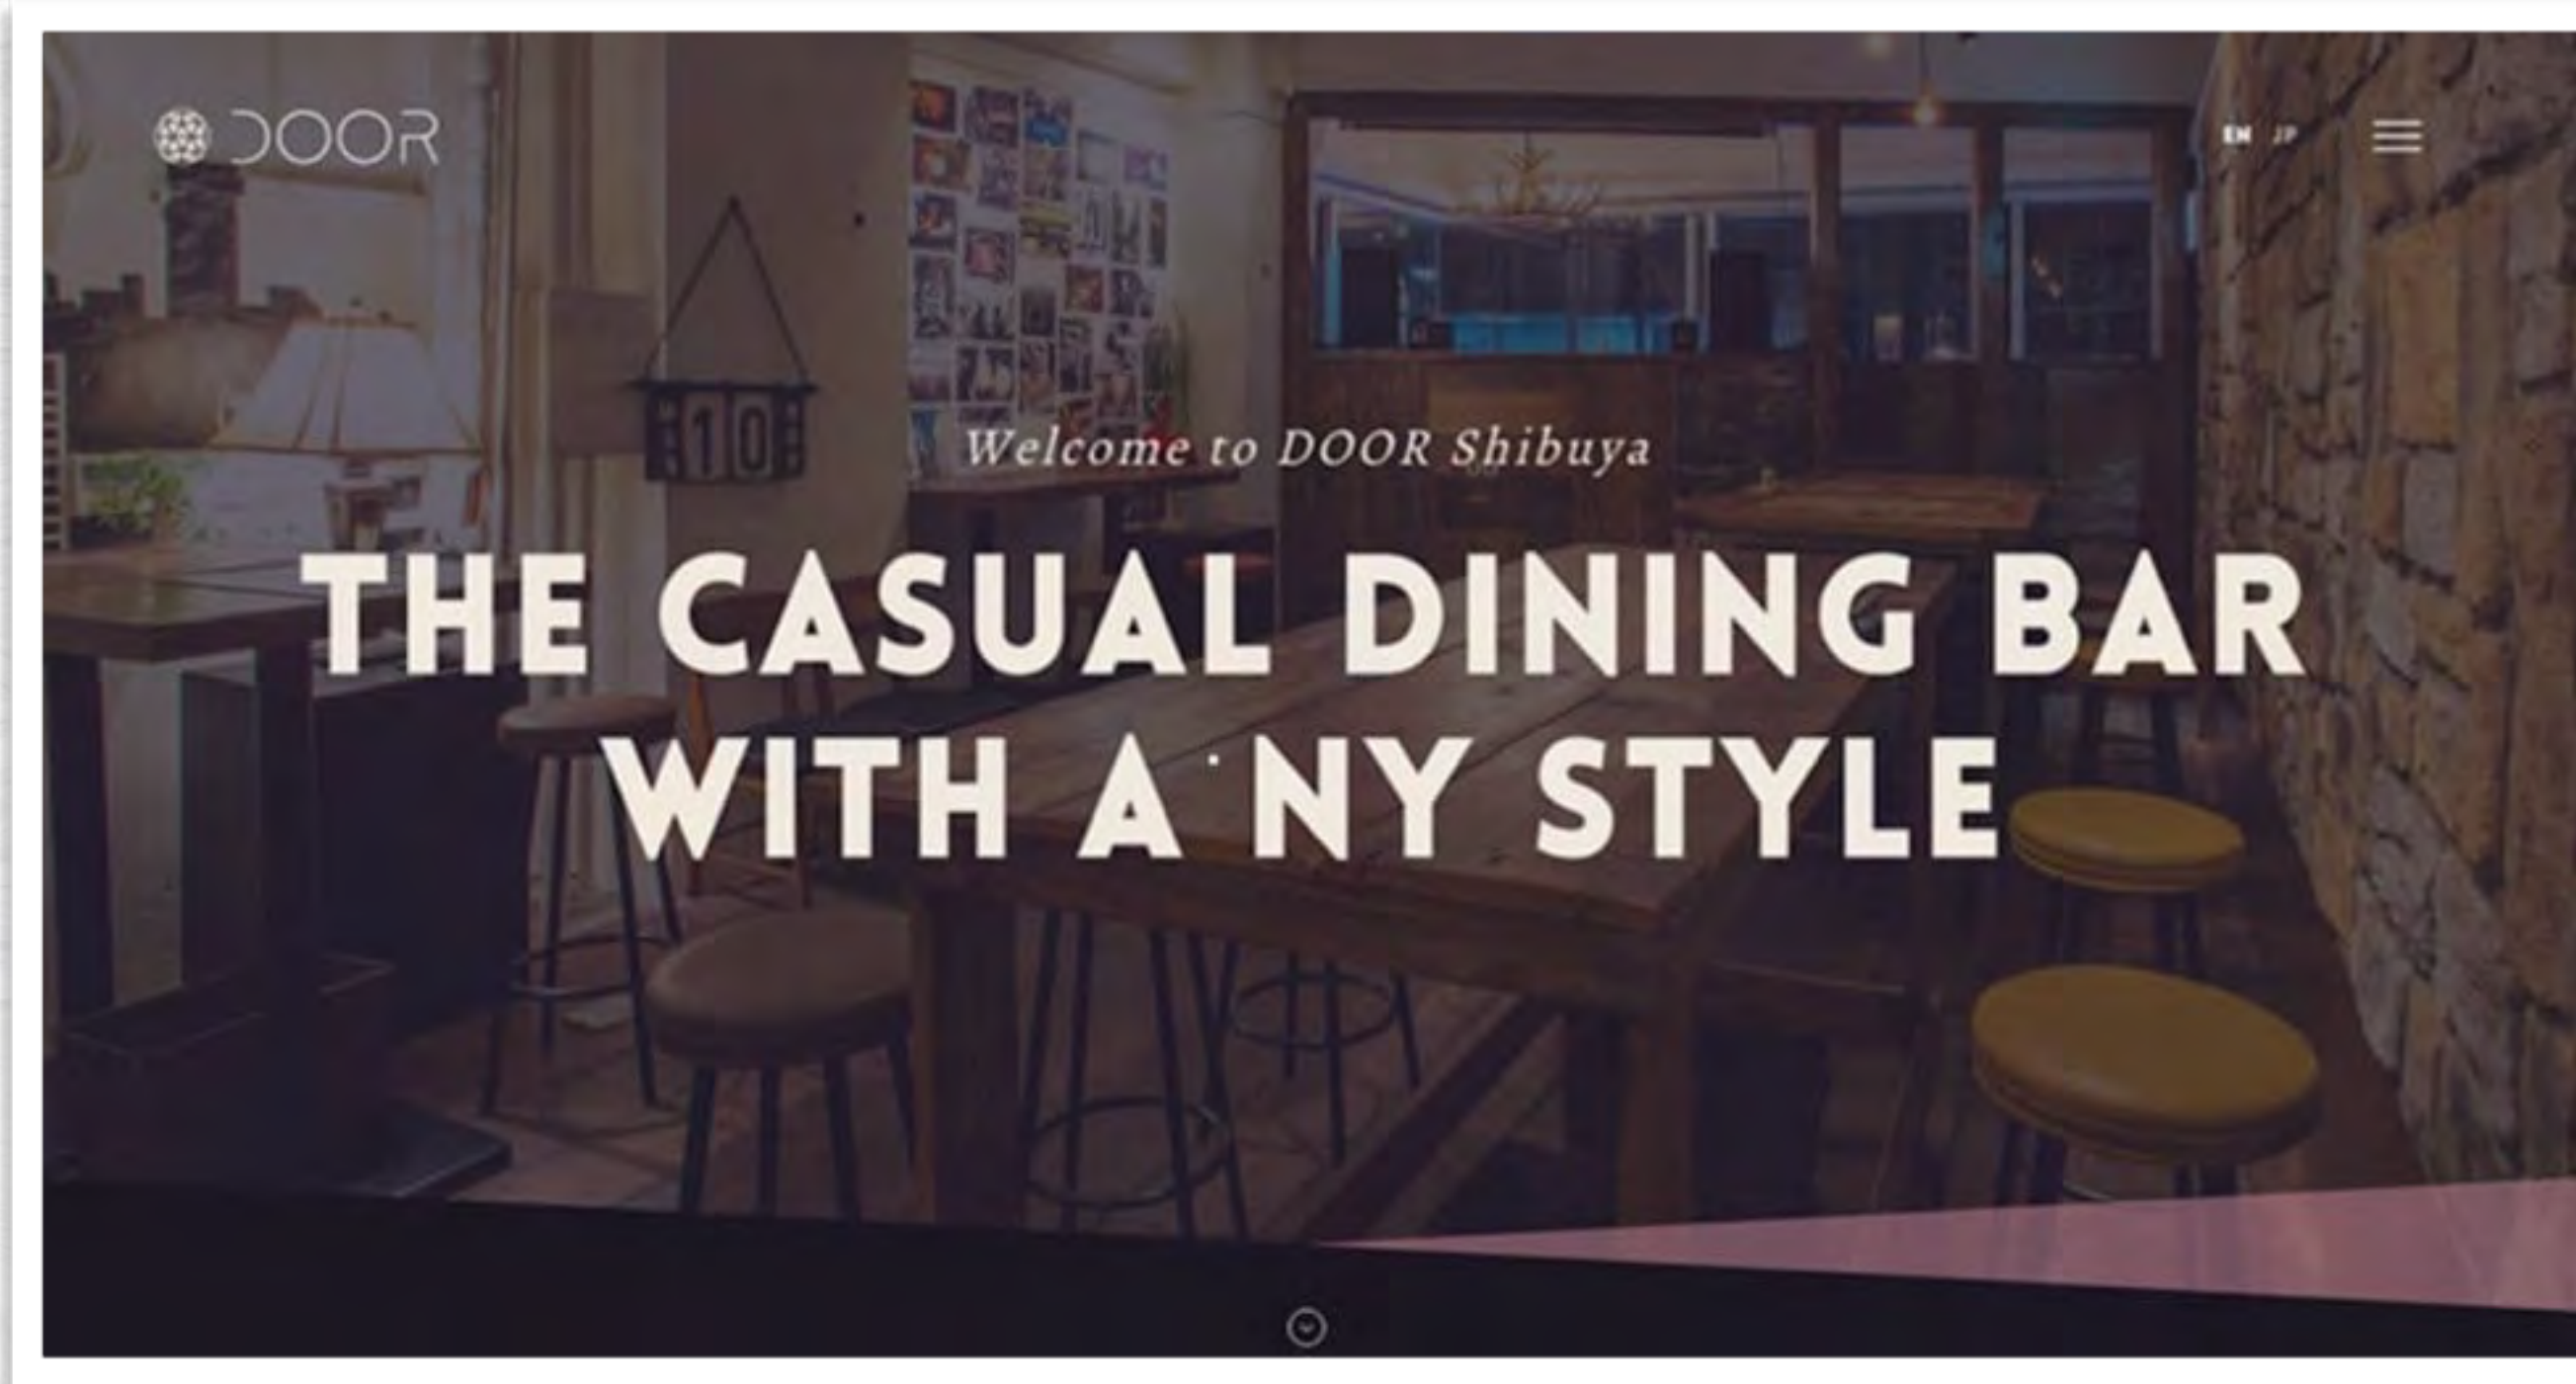 DOOR
EN JP
10
Welcome to DOOR Shibuya
THE CASUAL DINING BAR
WITH A·NY STYLE